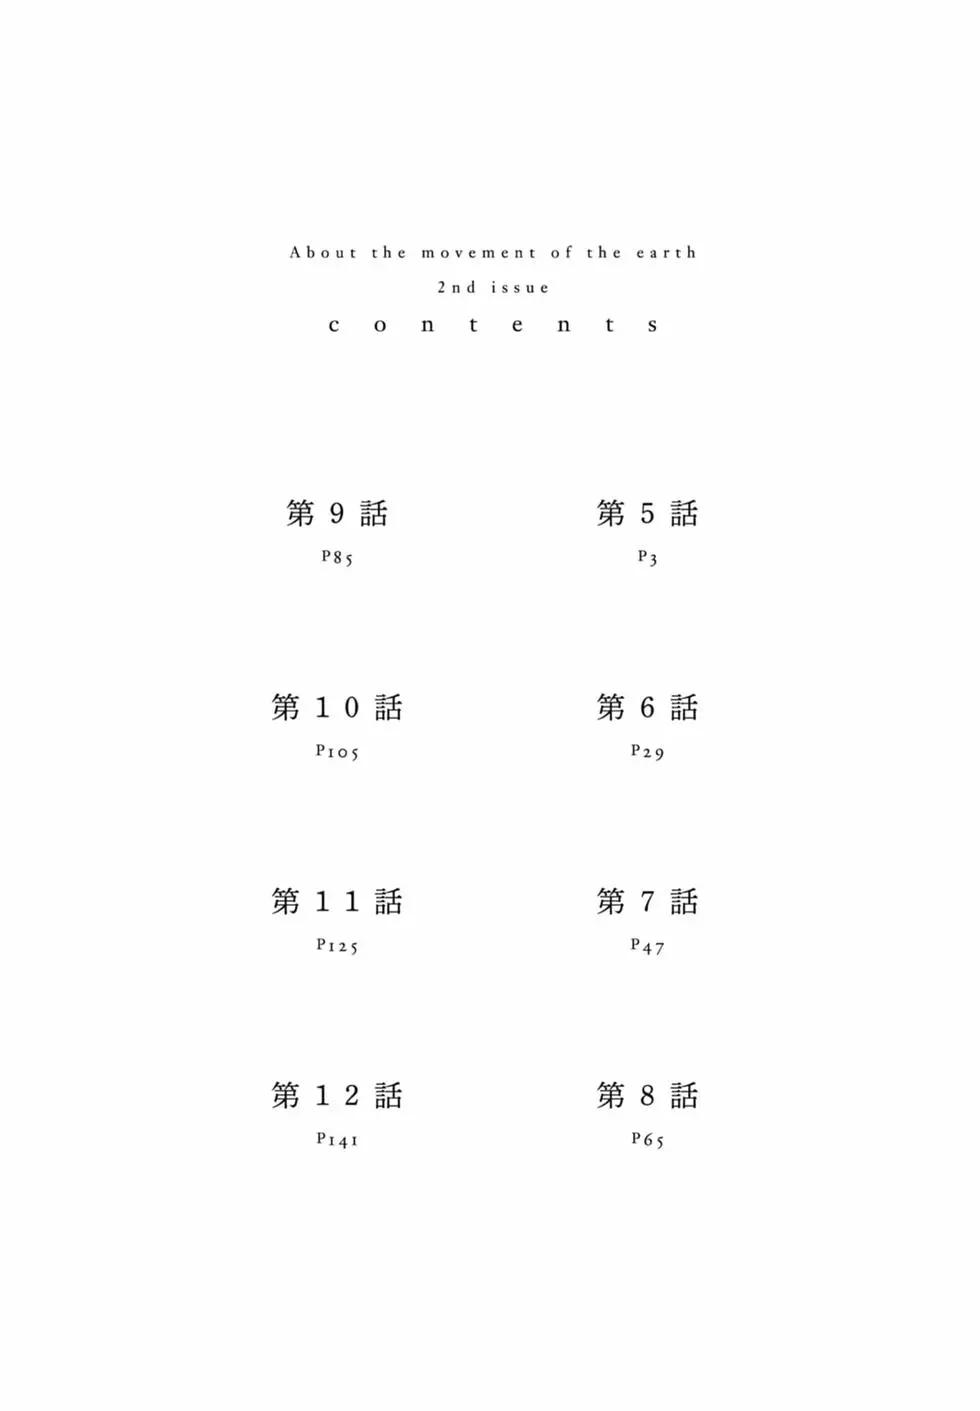 About the movement of the earth
2nd issue
contents
第5話
P3
第6話
P29
第7話
P47
第8話
P65
第9話
P85
第10話
P105
第11話
P125
第12話
P141